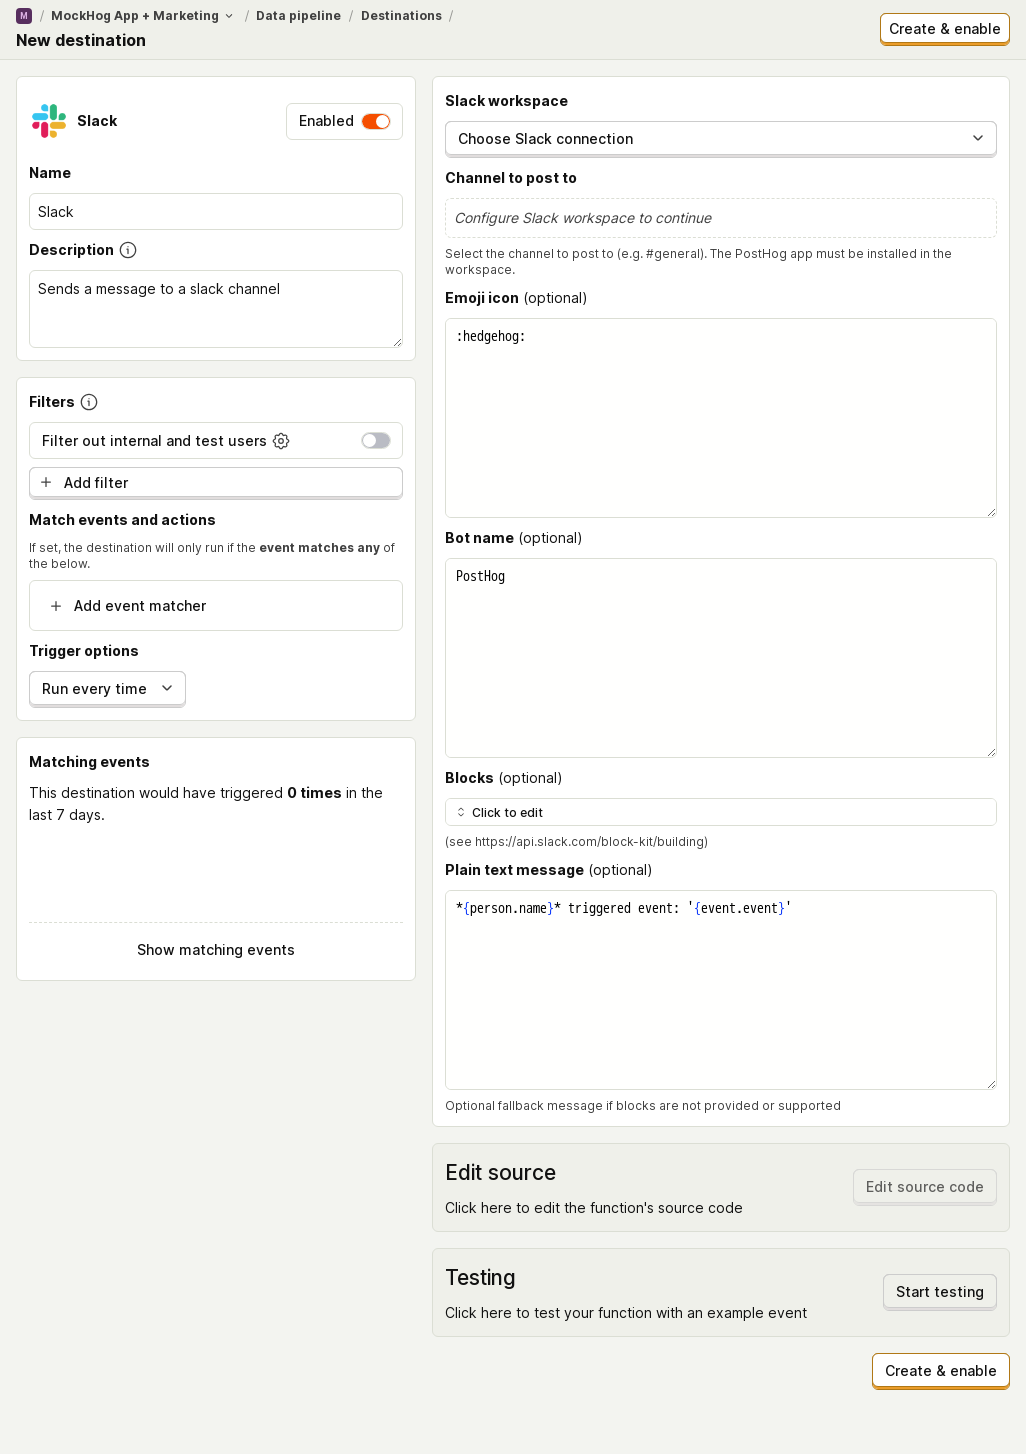 M / MockHog App + Marketing / Data pipeline / Destinations /
New destination
Create & enable
Slack
Enabled
Name
Slack
Description
Sends a message to a slack channel
Filters
Filter out internal and test users
Add filter
Match events and actions
If set, the destination will only run if the event matches any of
the below.
Add event matcher
Trigger options
Run every time
Matching events
This destination would have triggered 0 times in the
last 7 days.
Show matching events
Slack workspace
Choose Slack connection
Channel to post to
Configure Slack workspace to continue
Select the channel to post to (e.g. #general). The PostHog app must be installed in the
workspace.
Emoji icon (optional)
:hedgehog:
Bot name (optional)
PostHog
Blocks (optional)
Click to edit
(see https://api.slack.com/block-kit/building)
Plain text message (optional)
*{person.name}* triggered event: '{event.event}'
Optional fallback message if blocks are not provided or supported
Edit source
Click here to edit the function's source code
Edit source code
Testing
Click here to test your function with an example event
Start testing
Create & enable